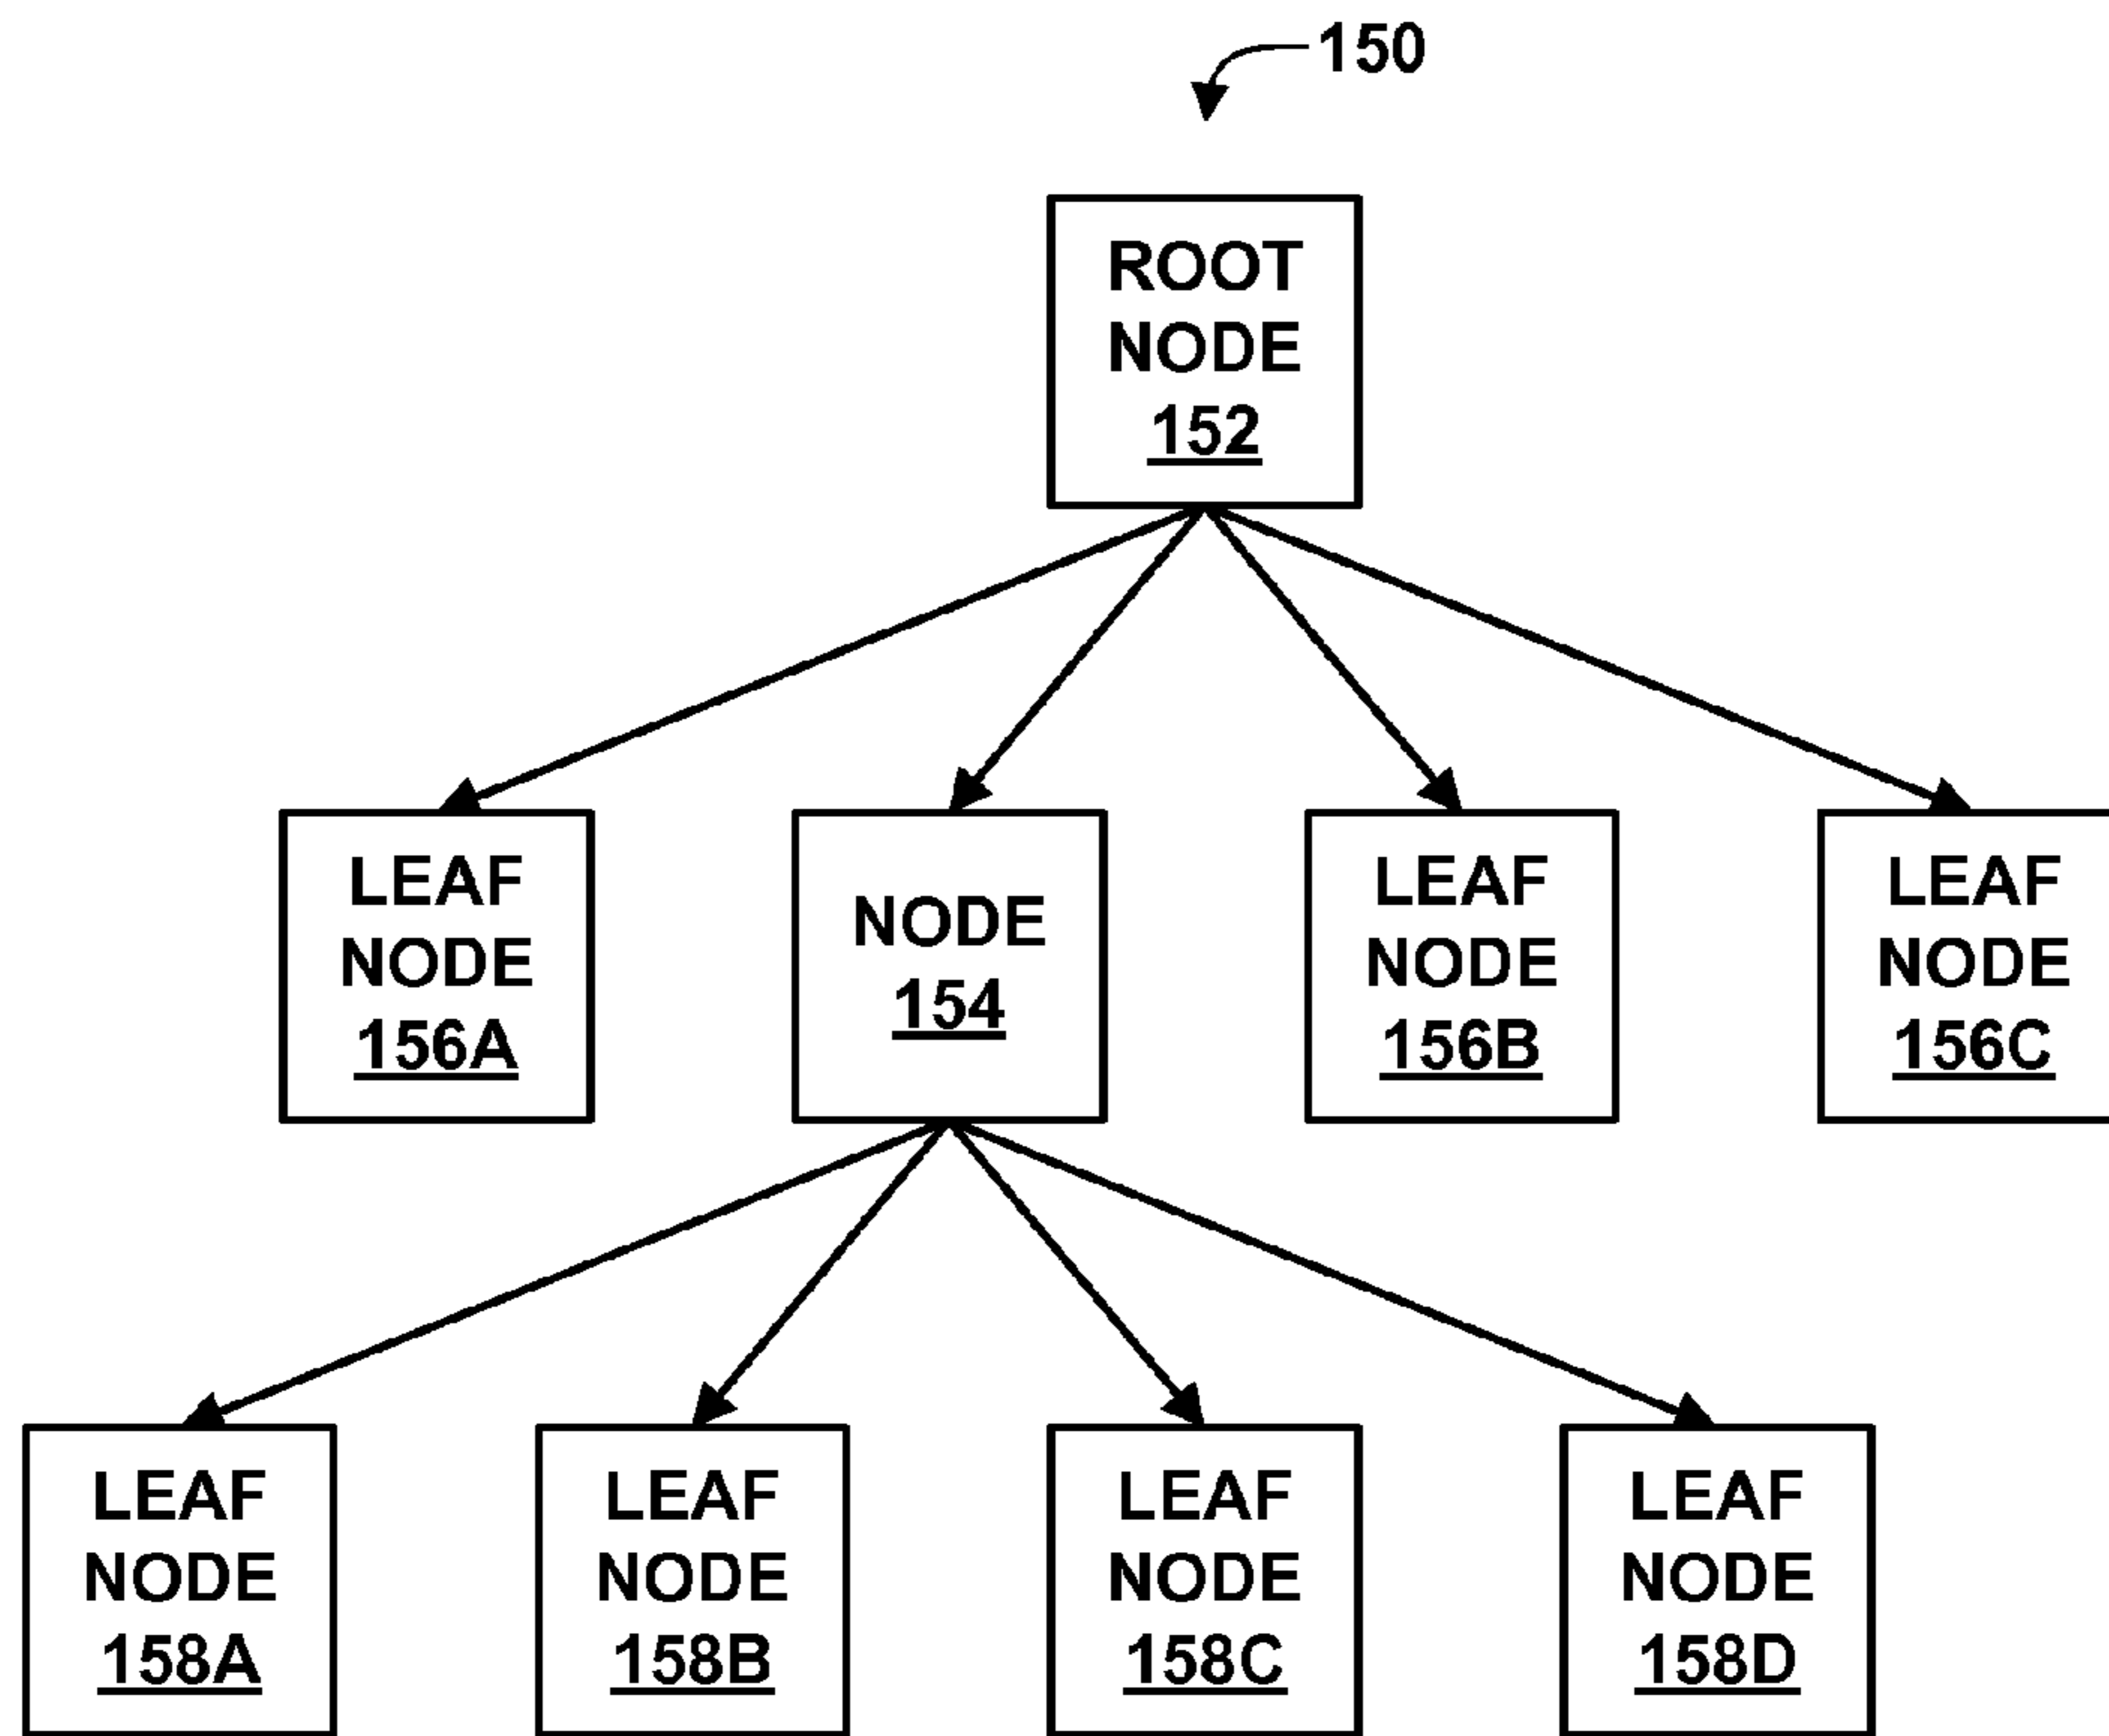 150
ROOT
NODE
152
LEAF
NODE
156A
NODE
154
LEAF
NODE
156B
LEAF
NODE
156C
LEAF
NODE
158A
LEAF
NODE
158B
LEAF
NODE
158C
LEAF
NODE
158D